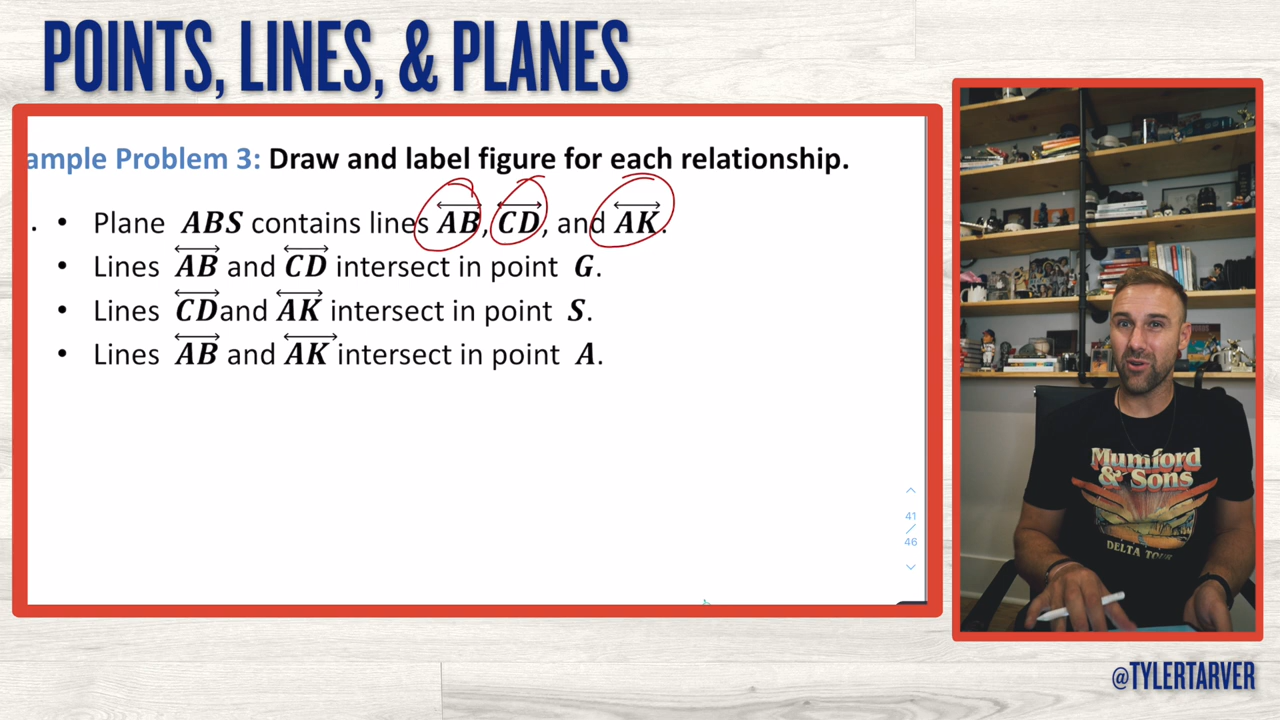 POINTS, LINES, & PLANES
ample Problem 3: Draw and label figure for each relationship.
. • Plane ABS contains lines AB, CD, and AK.
• Lines AB and CD intersect in point G.
• Lines CD and AK intersect in point S.
• Lines AB and AK intersect in point A.
41
/
46
Mumford
& Sons
DELTA TOUR
@TYLERTARVER